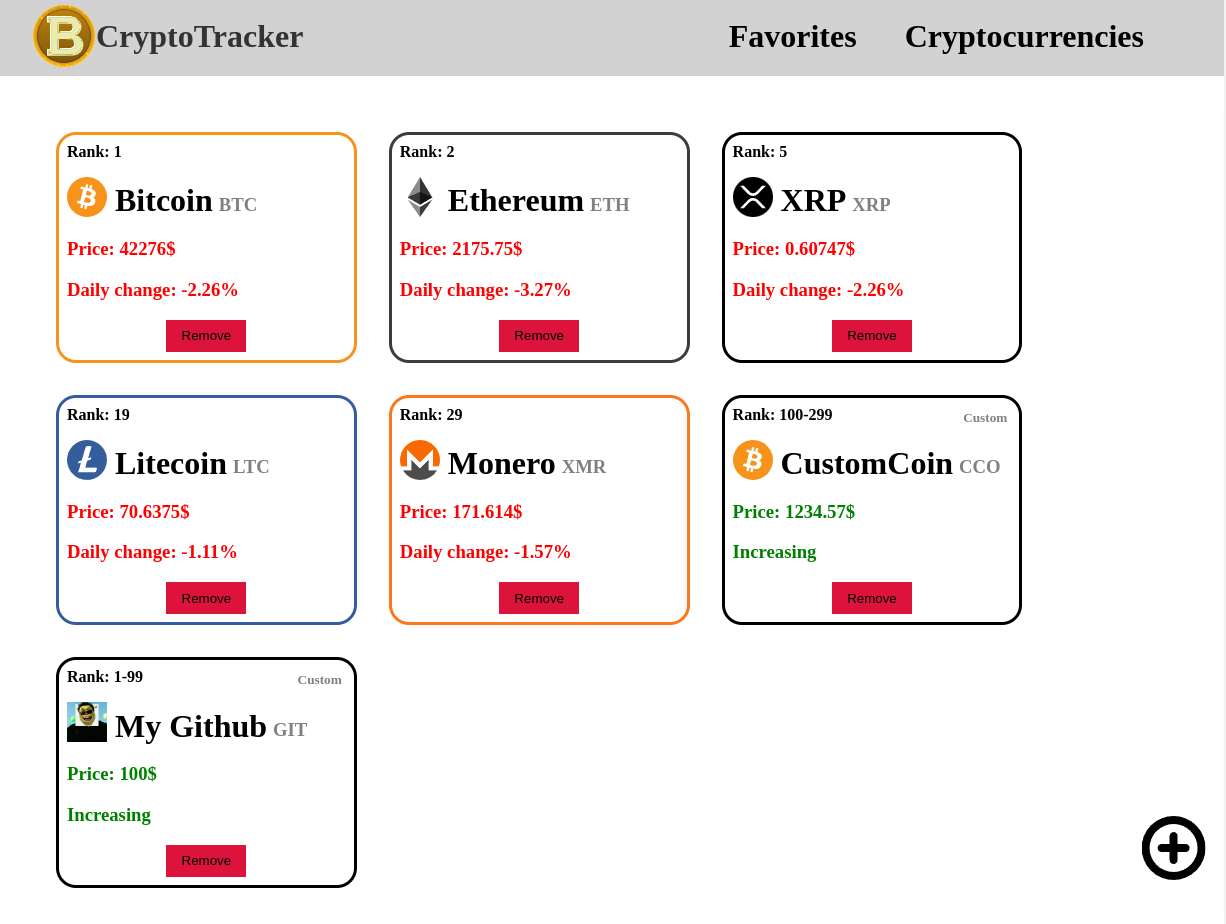 CryptoTracker
Favorites
Cryptocurrencies
Rank: 1
Bitcoin BTC
Price: 42276$
Daily change: -2.26%
Remove
Rank: 2
Ethereum ETH
Price: 2175.75$
Daily change: -3.27%
Remove
Rank: 5
XRP XRP
Price: 0.60747$
Daily change: -2.26%
Remove
Rank: 19
Litecoin LTC
Price: 70.6375$
Daily change: -1.11%
Remove
Rank: 29
Monero XMR
Price: 171.614$
Daily change: -1.57%
Remove
Rank: 100-299
Custom
CustomCoin CCO
Price: 1234.57$
Increasing
Remove
Rank: 1-99
Custom
My Github GIT
Price: 100$
Increasing
Remove